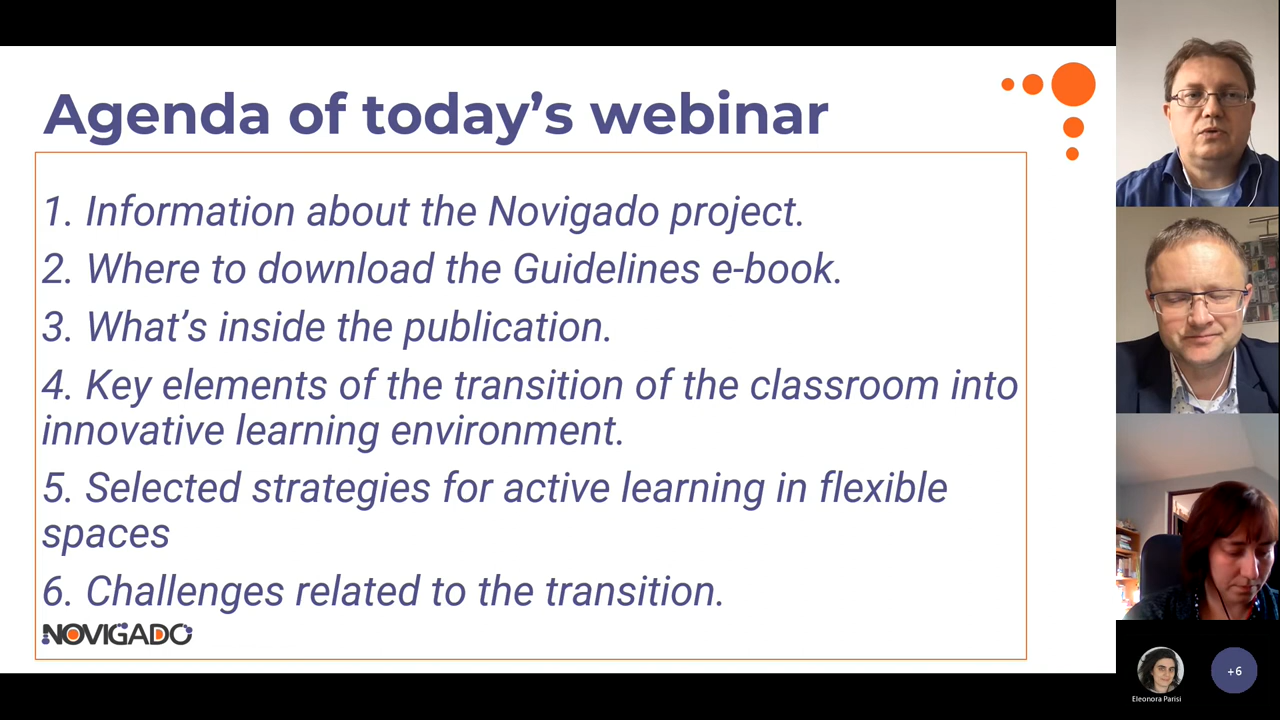 Agenda of today's webinar
1. Information about the Novigado project.
2. Where to download the Guidelines e-book.
3. What's inside the publication.
4. Key elements of the transition of the classroom into
innovative learning environment.
5. Selected strategies for active learning in flexible
spaces
6. Challenges related to the transition.
NOVIGADO
Eleonora Parisi
+6